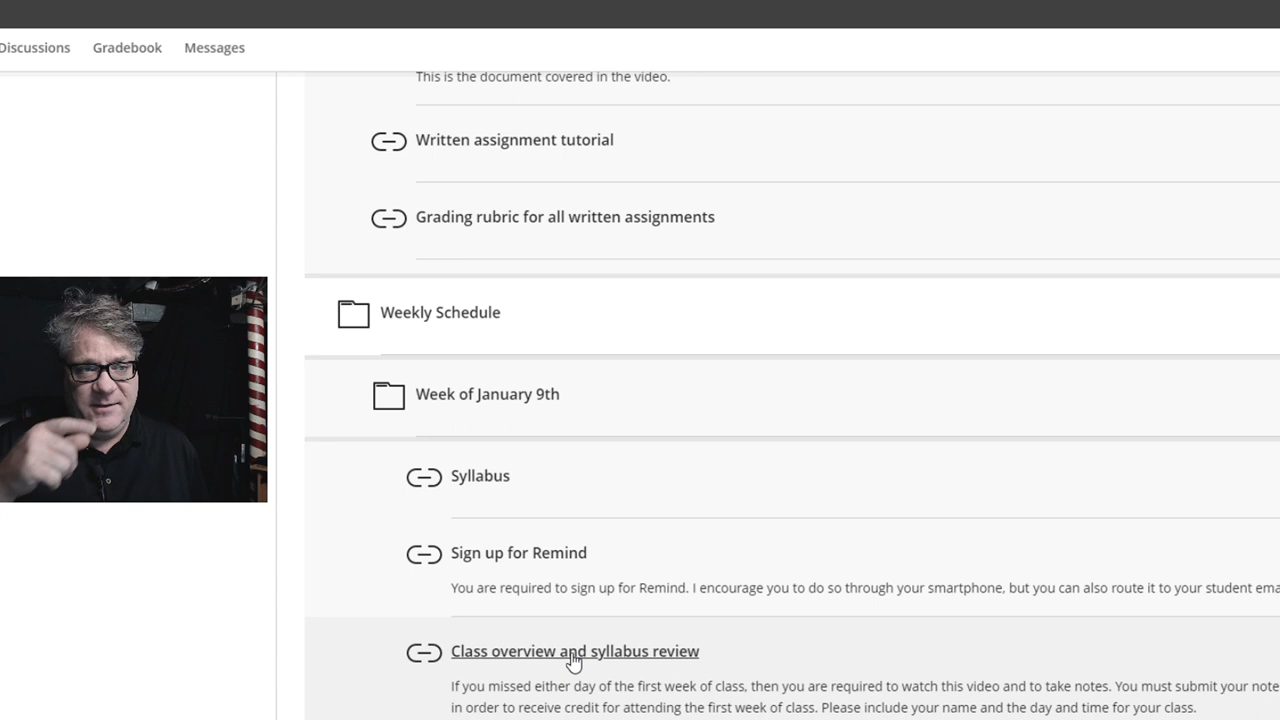 Discussions Gradebook Messages
This is the document covered in the video.
Written assignment tutorial
Grading rubric for all written assignments
Weekly Schedule
Week of January 9th
Syllabus
Sign up for Remind
You are required to sign up for Remind. I encourage you to do so through your smartphone, but you can also route it to your student ema
Class overview and syllabus review
If you missed either day of the first week of class, then you are required to watch this video and to take notes. You must submit your note
in order to receive credit for attending the first week of class. Please include your name and the day and time for your class.